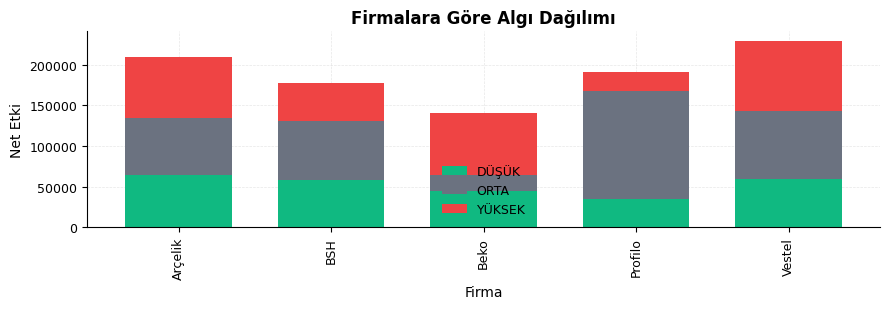 Firmalara Göre Algı Dağılımı
Net Etki
200000
150000
100000
50000
0
DÜŞÜK
ORTA
YÜKSEK
Arçelik
BSH
Beko
Profilo
Vestel
Firma